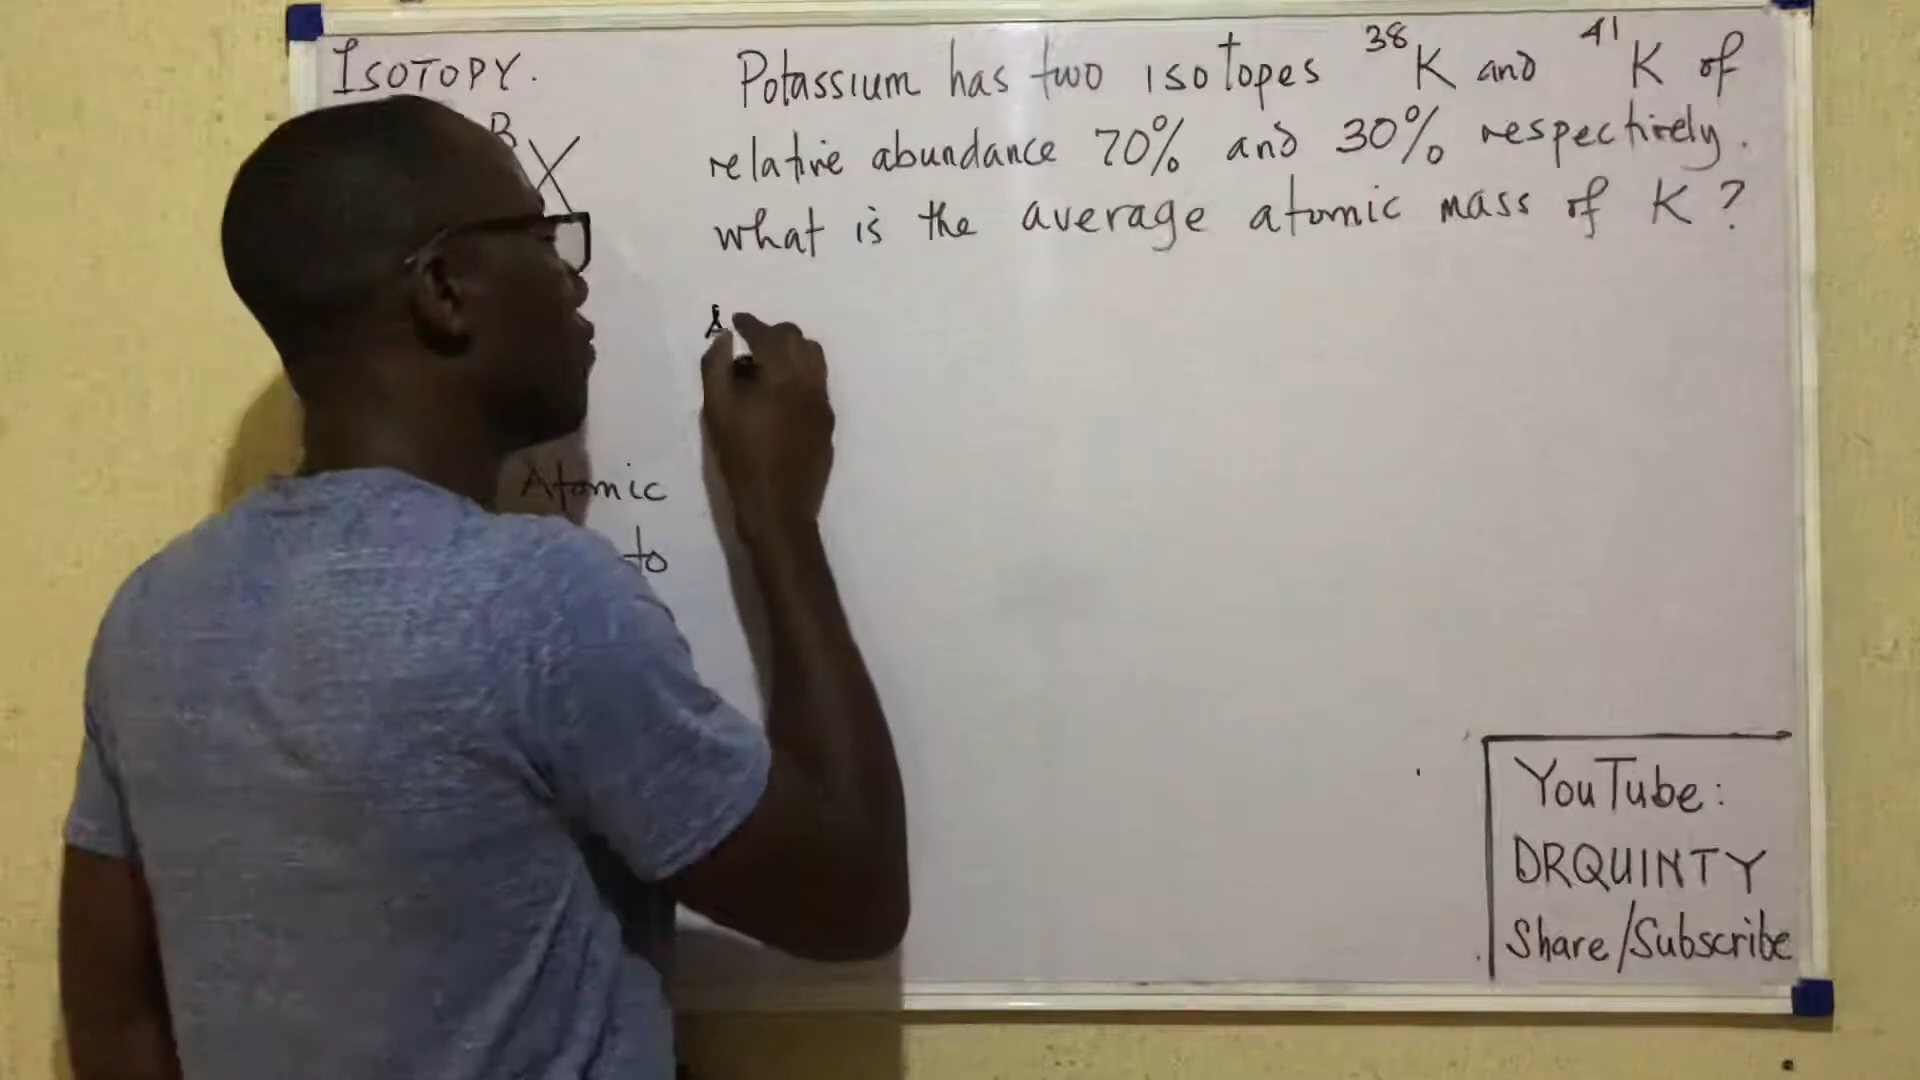 ISOTOPY.
Potassium has two isotopes ³⁸K and ⁴¹K of
relative abundance 70% and 30% respectively.
what is the average atomic mass of K?
B
X
A
Atomic
to
YouTube:
DRQUINTY
Share/Subscribe